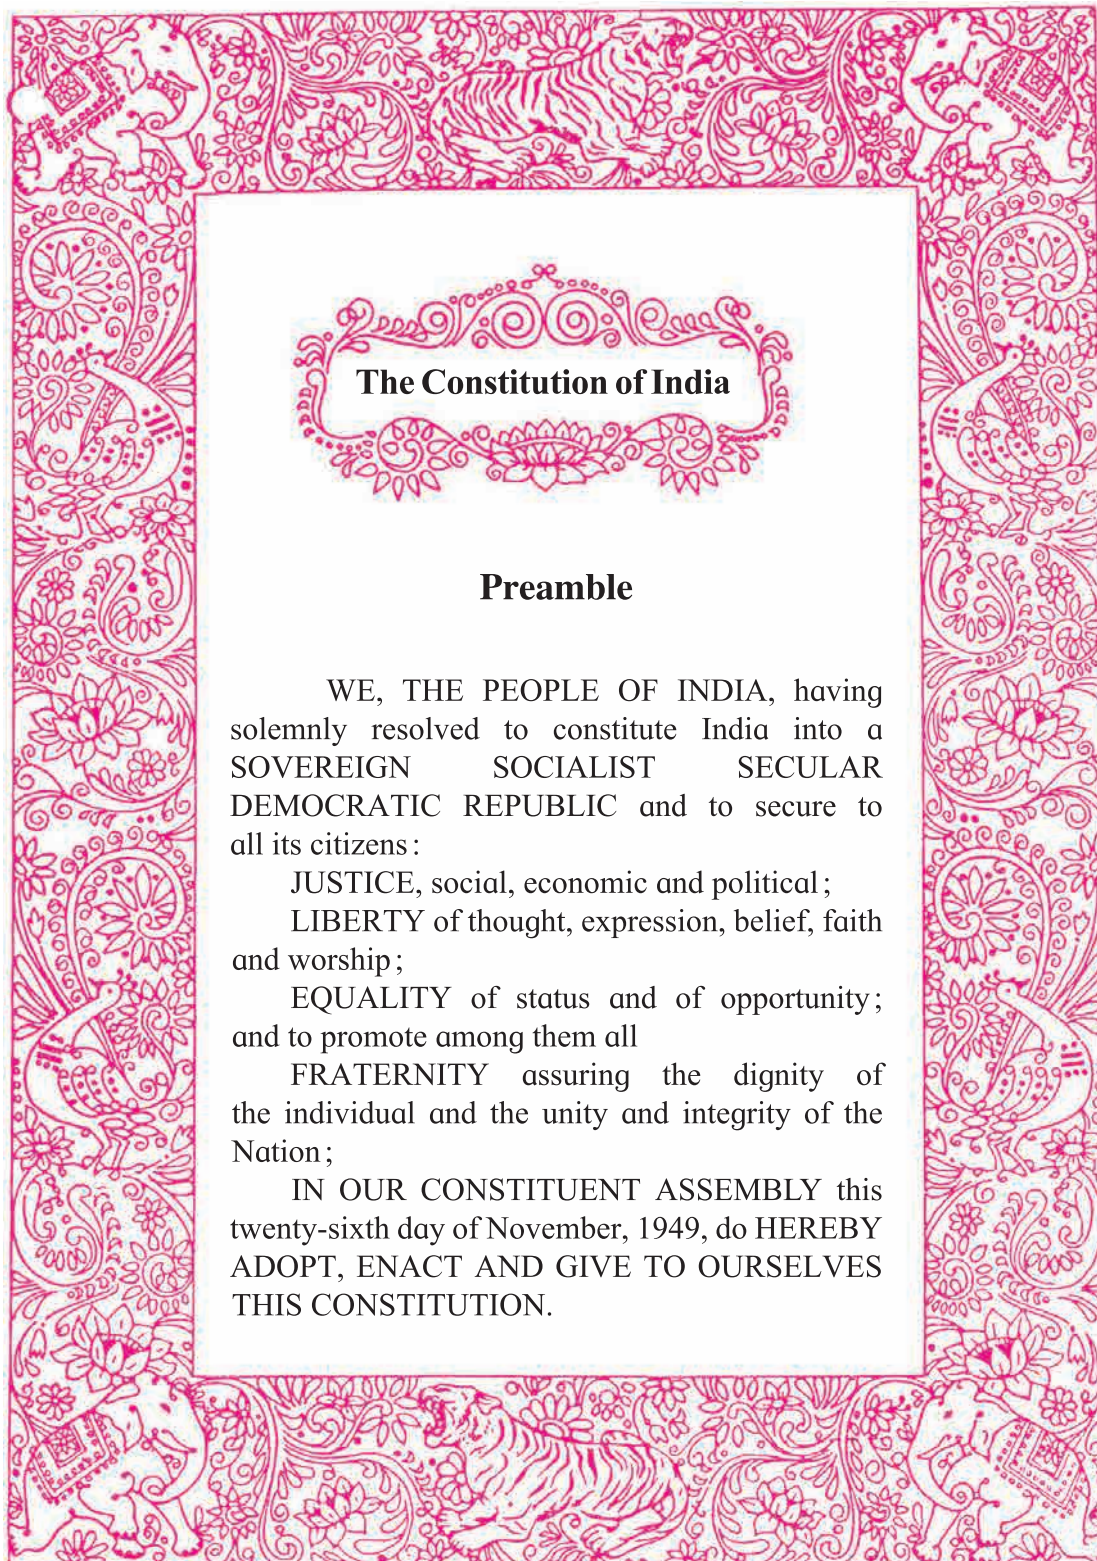 The Constitution of India
Preamble
WE, THE PEOPLE OF INDIA, having
solemnly resolved to constitute India into a
SOVEREIGN SOCIALIST SECULAR
DEMOCRATIC REPUBLIC and to secure to
all its citizens :
JUSTICE, social, economic and political ;
LIBERTY of thought, expression, belief, faith
and worship ;
EQUALITY of status and of opportunity ;
and to promote among them all
FRATERNITY assuring the dignity of
the individual and the unity and integrity of the
Nation ;
IN OUR CONSTITUENT ASSEMBLY this
twenty-sixth day of November, 1949, do HEREBY
ADOPT, ENACT AND GIVE TO OURSELVES
THIS CONSTITUTION.